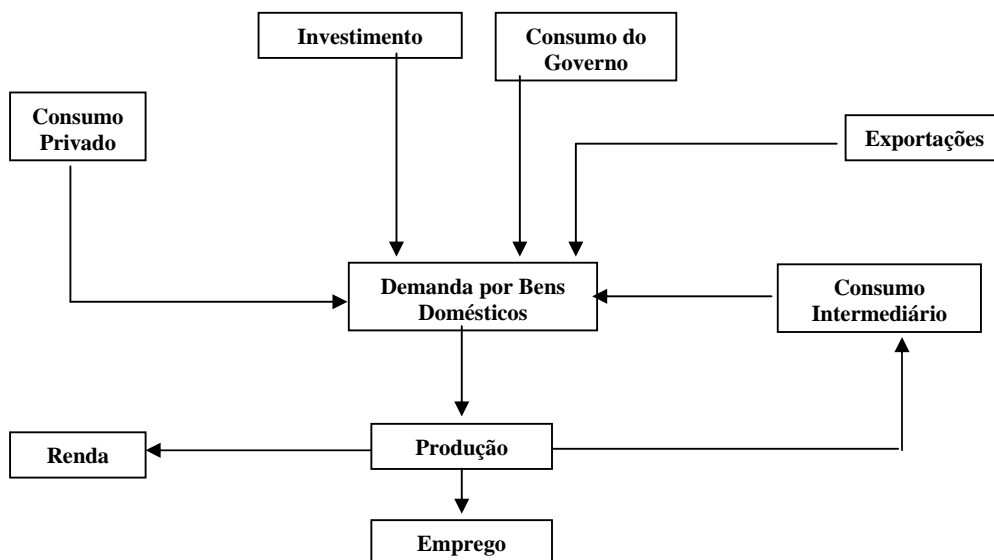 Investimento
Consumo do
Governo
Consumo
Privado
Exportações
Demanda por Bens
Domésticos
Consumo
Intermediário
Renda
Produção
Emprego